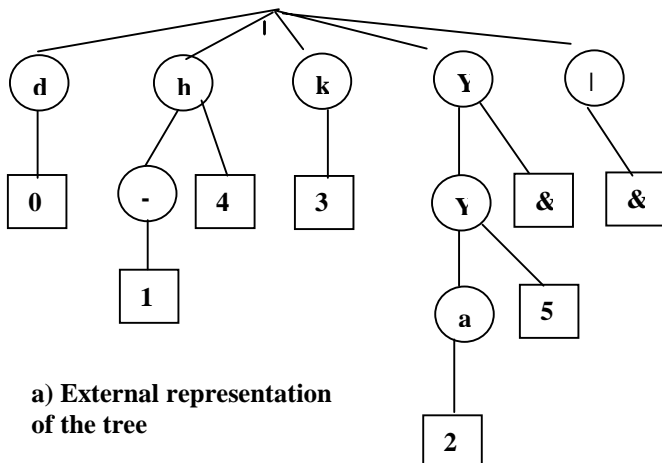 |
d h k Y |
0 - 4 3 Y & &
1 a 5
2
a) External representation
of the tree